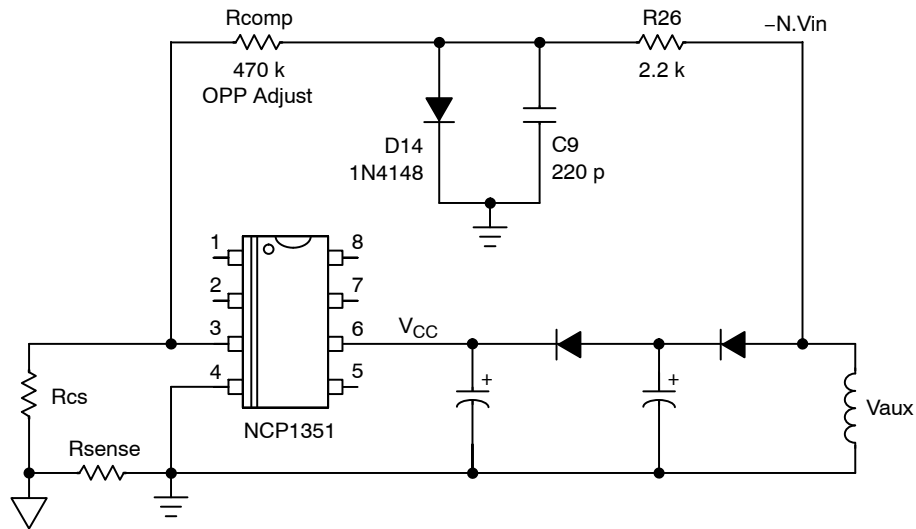 Rcomp
R26
−N.Vin
470 k
2.2 k
OPP Adjust
D14
C9
1N4148
220 p
1
8
2
7
3
6
VCC
4
5
+
+
Rcs
Vaux
NCP1351
Rsense